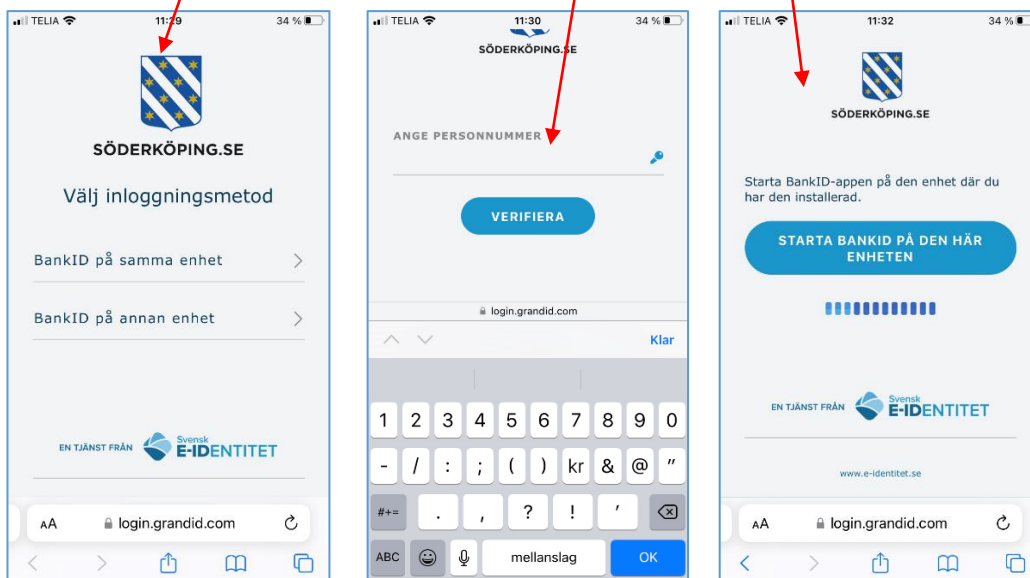 TELIA 11:29 34 %
SÖDERKÖPING.SE
Välj inloggningsmetod
BankID på samma enhet
BankID på annan enhet
EN TJÄNST FRÅN Svensk E-IDENTITET
AA login.grandid.com
TELIA 11:30 34 %
SÖDERKÖPING.SE
ANGE PERSONNUMMER
VERIFIERA
login.grandid.com
Klar
1 2 3 4 5 6 7 8 9 0
- / : ; ( ) kr & @ "
#+= . , ? ! '
ABC mellanslag OK
TELIA 11:32 34 %
SÖDERKÖPING.SE
Starta BankID-appen på den enhet där du
har den installerad.
STARTA BANKID PÅ DEN HÄR
ENHETEN
EN TJÄNST FRÅN Svensk E-IDENTITET
www.e-identitet.se
AA login.grandid.com